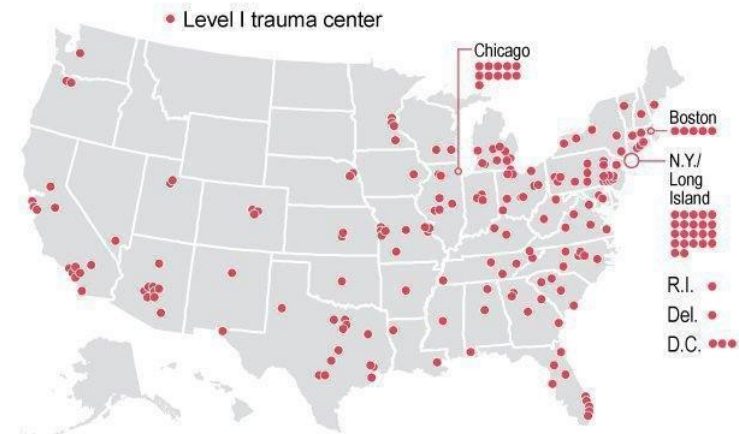 Level I trauma center
Chicago
Boston
N.Y./
Long
Island
R.I.
Del.
D.C.